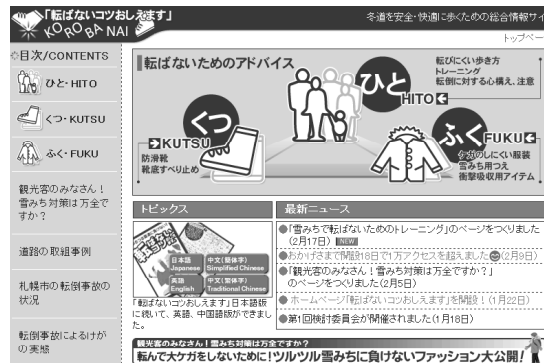 「転ばないコツおしえます」
KOROBANAI
冬道を安全・快適に歩くための総合情報サイ
トップペー
目次/CONTENTS
ひと・HITO
くつ・KUTSU
ふく・FUKU
観光客のみなさん!
雪みち対策は万全で
すか?
道路の取組事例
札幌市の転倒事故の
状況
転倒事故によるけが
の実態
転ばないためのアドバイス
ひと
HITO
転びにくい歩き方
トレーニング
転倒に対する心構え、注意
くつ
KUTSU
防滑靴
靴底すべり止め
ふく
FUKU
ケガのしにくい服装
雪みち用つえ
衝撃吸収用アイテム
トピックス
日本語
Japanese
中文(簡体字)
Simplified Chinese
英語
English
中文(繁体字)
Traditional Chinese
「転ばないコツおしえます」日本語版
に続いて、英語、中国語版ができまし
た。
最新ニュース
●「雪みちで転ばないためのトレーニング」のページをつくりました
(2月17日) NEW
●おかげさまで開設18日で1万アクセスを超えました(2月9日)
●「観光客のみなさん!雪みち対策は万全ですか?」
のページをつくりました(2月5日)
●ホームページ「転ばないコツおしえます」を開設!(1月22日)
●第1回検討委員会が開催されました(1月18日)
観光客のみなさん!雪みち対策は万全ですか?
転んで大ケガをしないために!ツルツル雪みちに負けないファッション大公開!